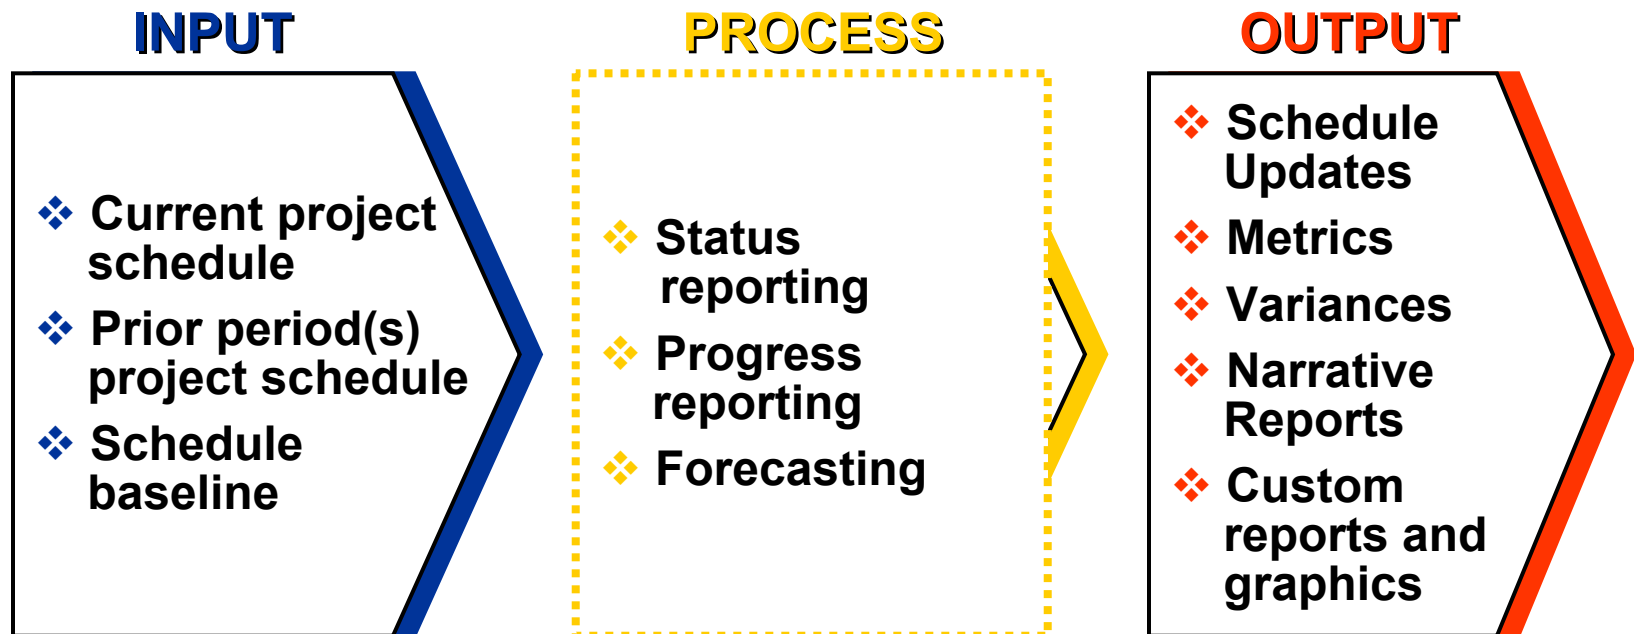 INPUT
Current project
schedule
Prior period(s)
project schedule
Schedule
baseline
PROCESS
Status
reporting
Progress
reporting
Forecasting
OUTPUT
Schedule
Updates
Metrics
Variances
Narrative
Reports
Custom
reports and
graphics